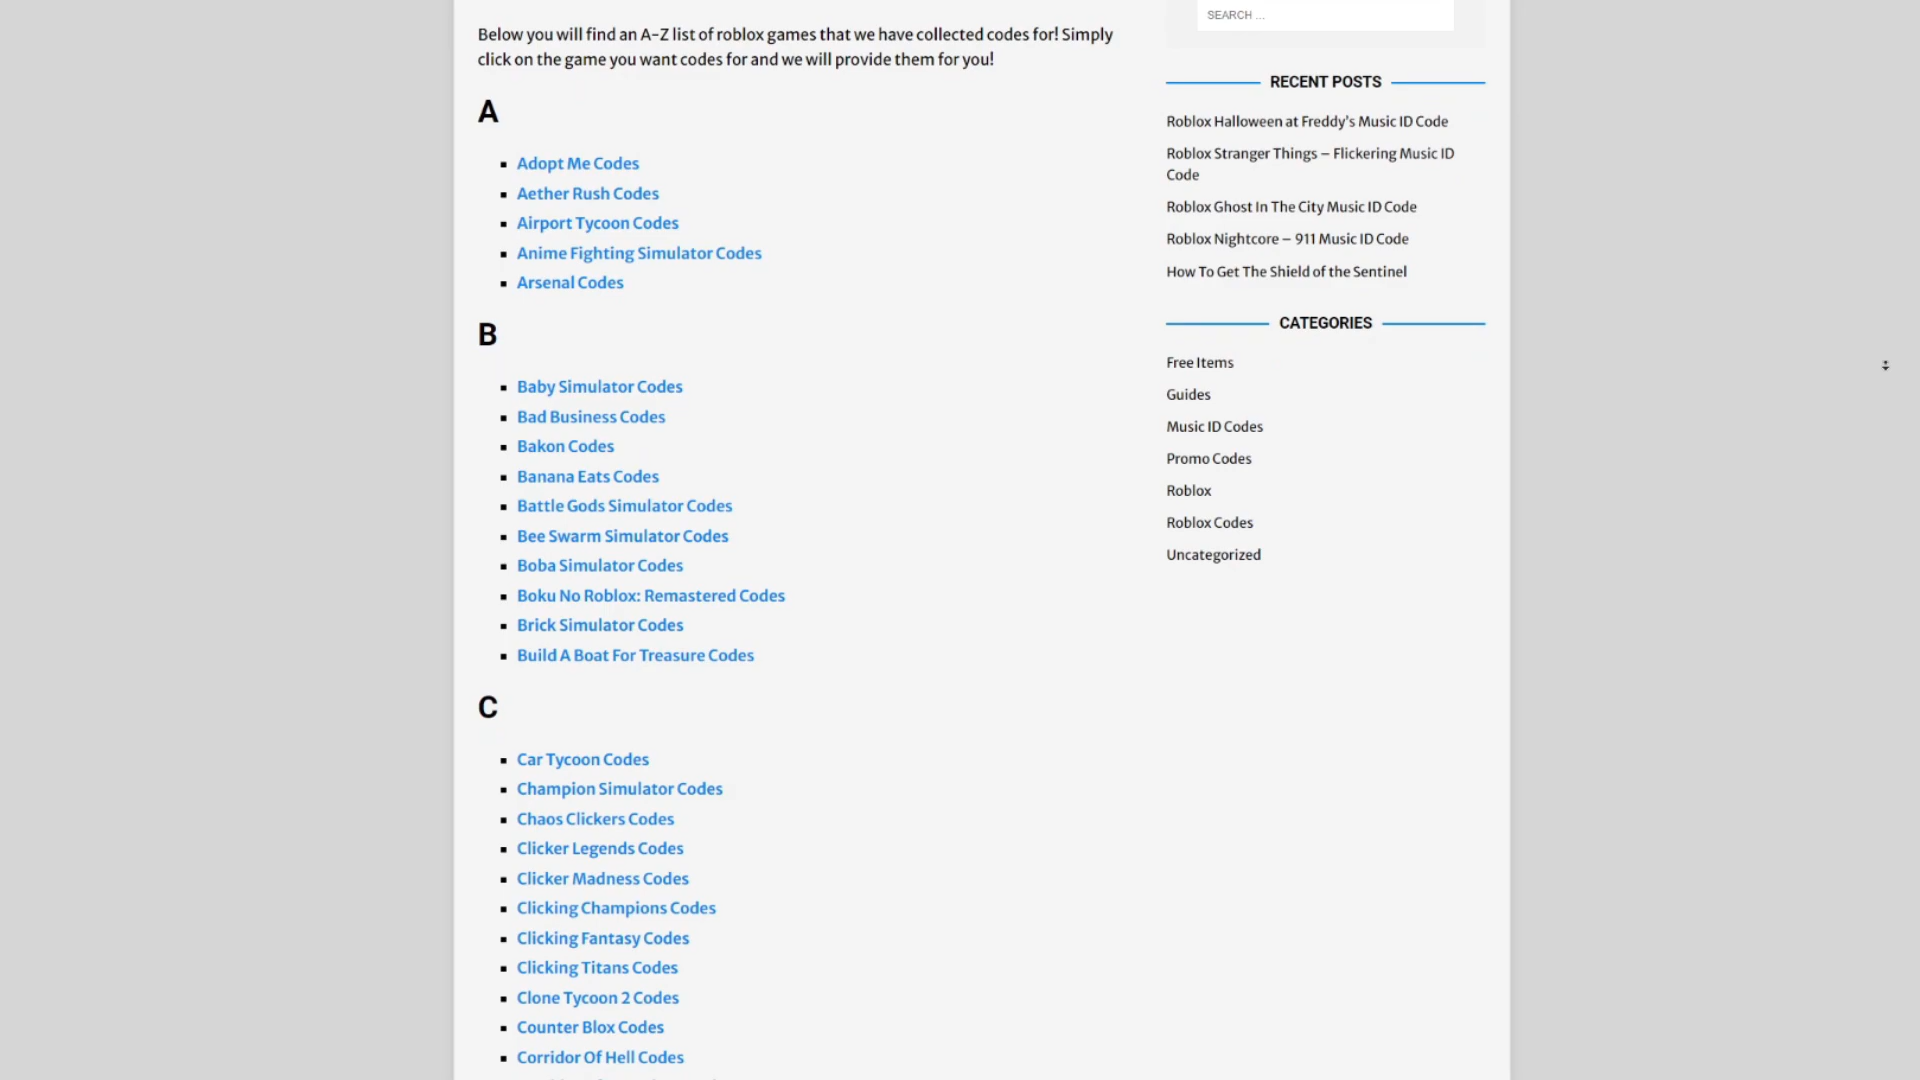 Below you will find an A-Z list of roblox games that we have collected codes for! Simply
click on the game you want codes for and we will provide them for you!
A
Adopt Me Codes
Aether Rush Codes
Airport Tycoon Codes
Anime Fighting Simulator Codes
Arsenal Codes
B
Baby Simulator Codes
Bad Business Codes
Bakon Codes
Banana Eats Codes
Battle Gods Simulator Codes
Bee Swarm Simulator Codes
Boba Simulator Codes
Boku No Roblox: Remastered Codes
Brick Simulator Codes
Build A Boat For Treasure Codes
C
Car Tycoon Codes
Champion Simulator Codes
Chaos Clickers Codes
Clicker Legends Codes
Clicker Madness Codes
Clicking Champions Codes
Clicking Fantasy Codes
Clicking Titans Codes
Clone Tycoon 2 Codes
Counter Blox Codes
Corridor Of Hell Codes
SEARCH ...
RECENT POSTS
Roblox Halloween at Freddy's Music ID Code
Roblox Stranger Things – Flickering Music ID
Code
Roblox Ghost In The City Music ID Code
Roblox Nightcore – 911 Music ID Code
How To Get The Shield of the Sentinel
CATEGORIES
Free Items
Guides
Music ID Codes
Promo Codes
Roblox
Roblox Codes
Uncategorized